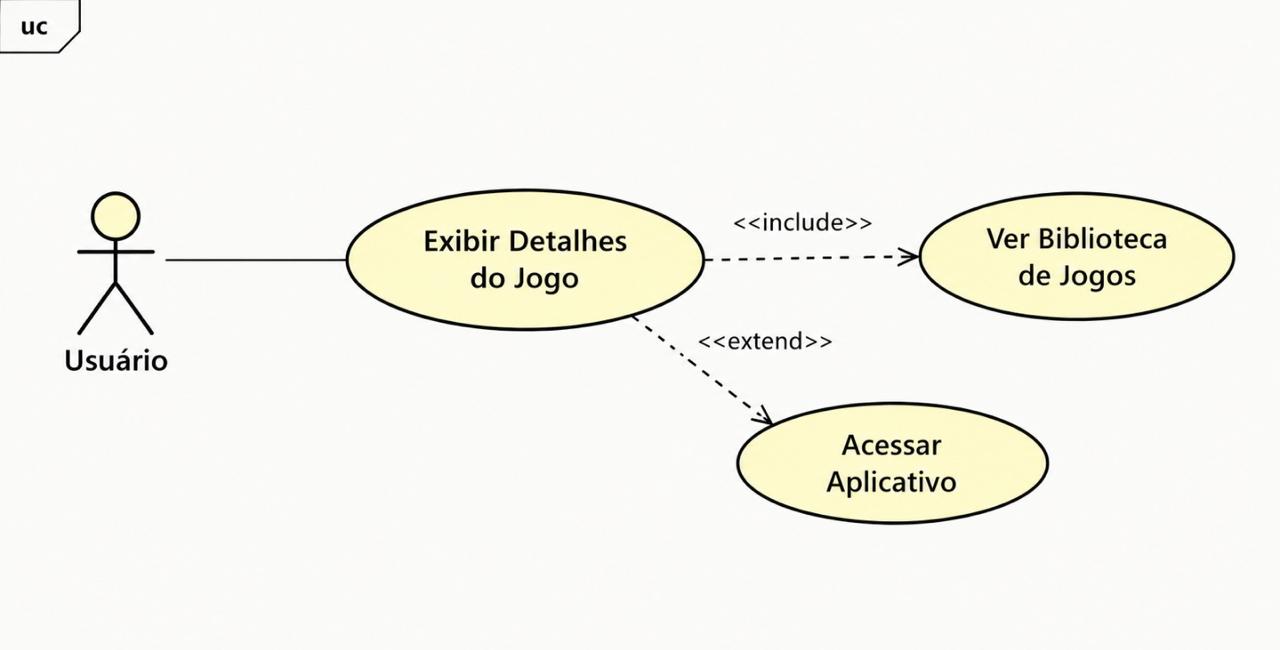 uc
Exibir Detalhes
do Jogo
<<include>>
Ver Biblioteca
de Jogos
<<extend>>
Usuário
Acessar
Aplicativo